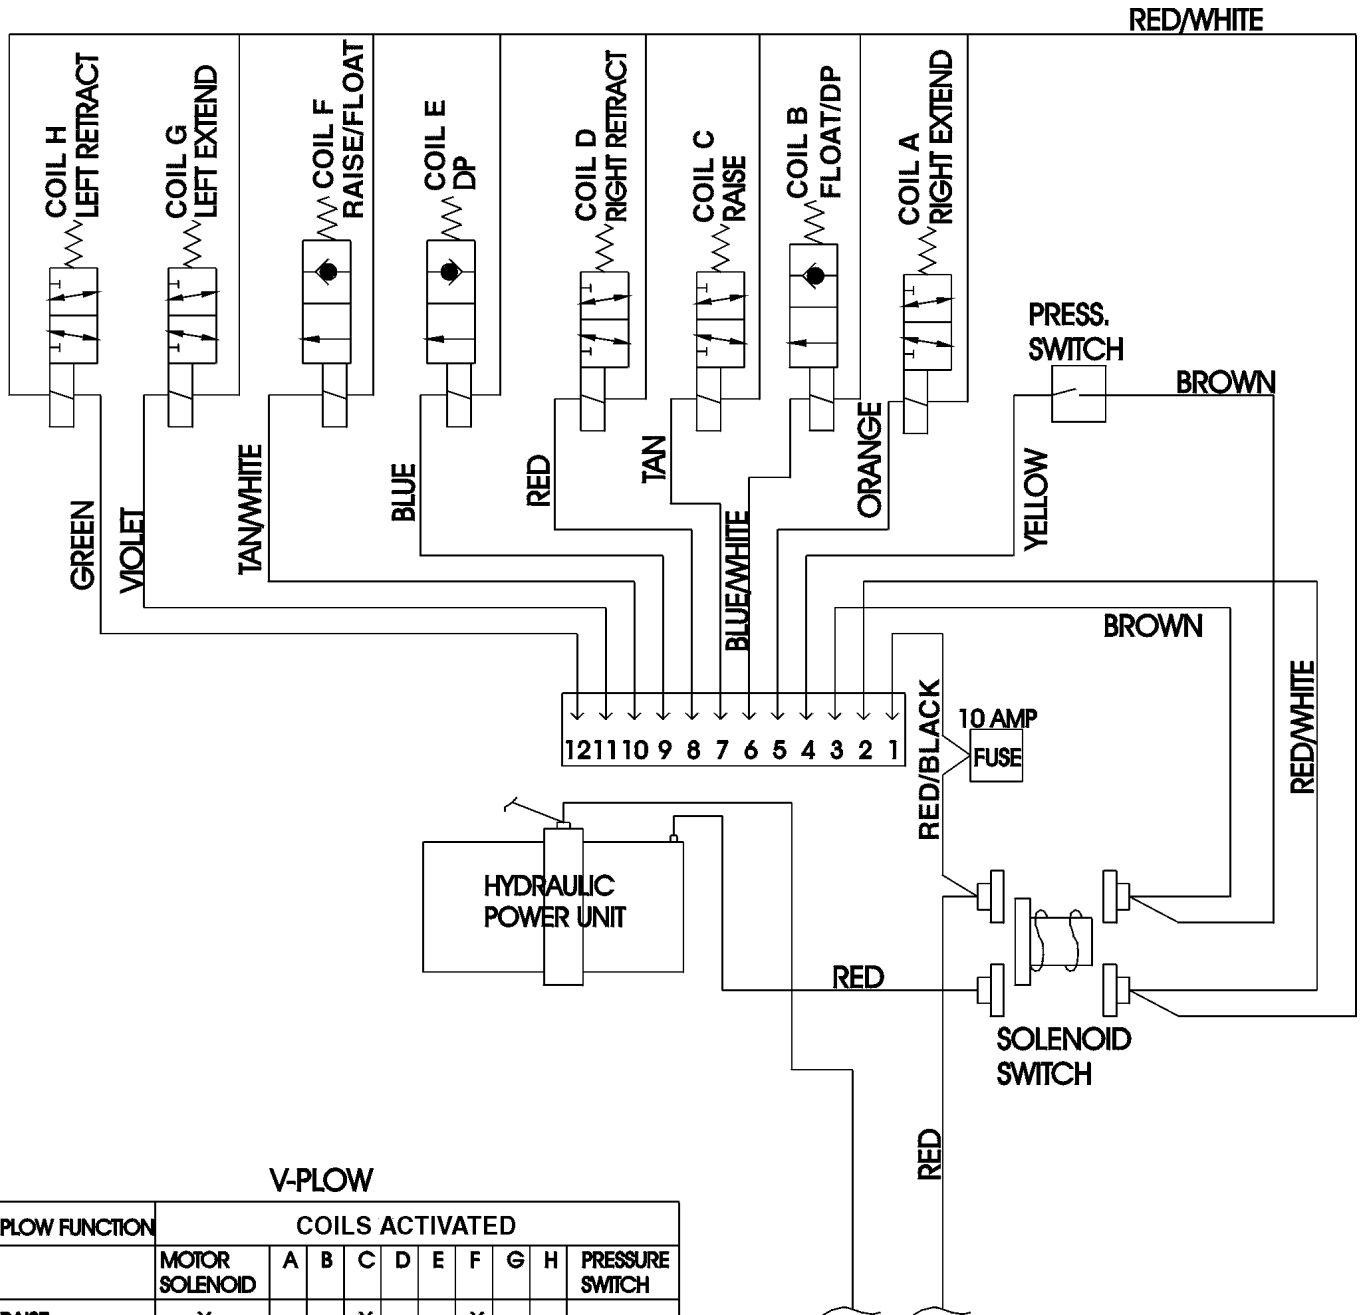 RED/WHITE
COIL H
LEFT RETRACT
COIL G
LEFT EXTEND
COIL F
RAISE/FLOAT
COIL E
DP
COIL D
RIGHT RETRACT
COIL C
RAISE
COIL B
FLOAT/DP
COIL A
RIGHT EXTEND
PRESS.
SWITCH
BROWN
GREEN
VIOLET
TAN/WHITE
BLUE
RED
TAN
BLUE/WHITE
ORANGE
YELLOW
BROWN
RED/WHITE
12 11 10 9 8 7 6 5 4 3 2 1
RED/BLACK
10 AMP
FUSE
HYDRAULIC
POWER UNIT
RED
SOLENOID
SWITCH
RED
V-PLOW
PLOW FUNCTION
COILS ACTIVATED
MOTOR
SOLENOID
A B C D E F G H
PRESSURE
SWITCH
RAISE X X X